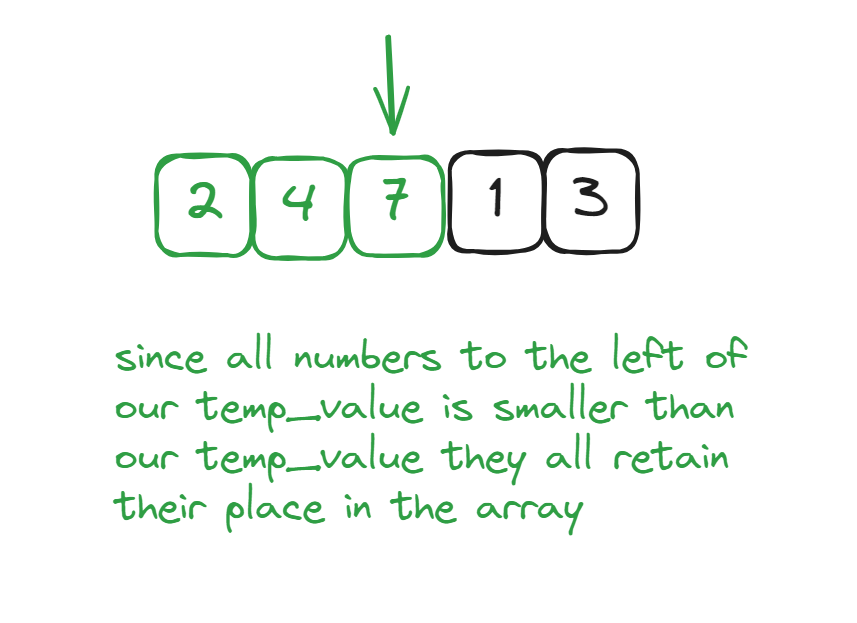 2 4 7 1 3
since all numbers to the left of
our temp_value is smaller than
our temp_value they all retain
their place in the array